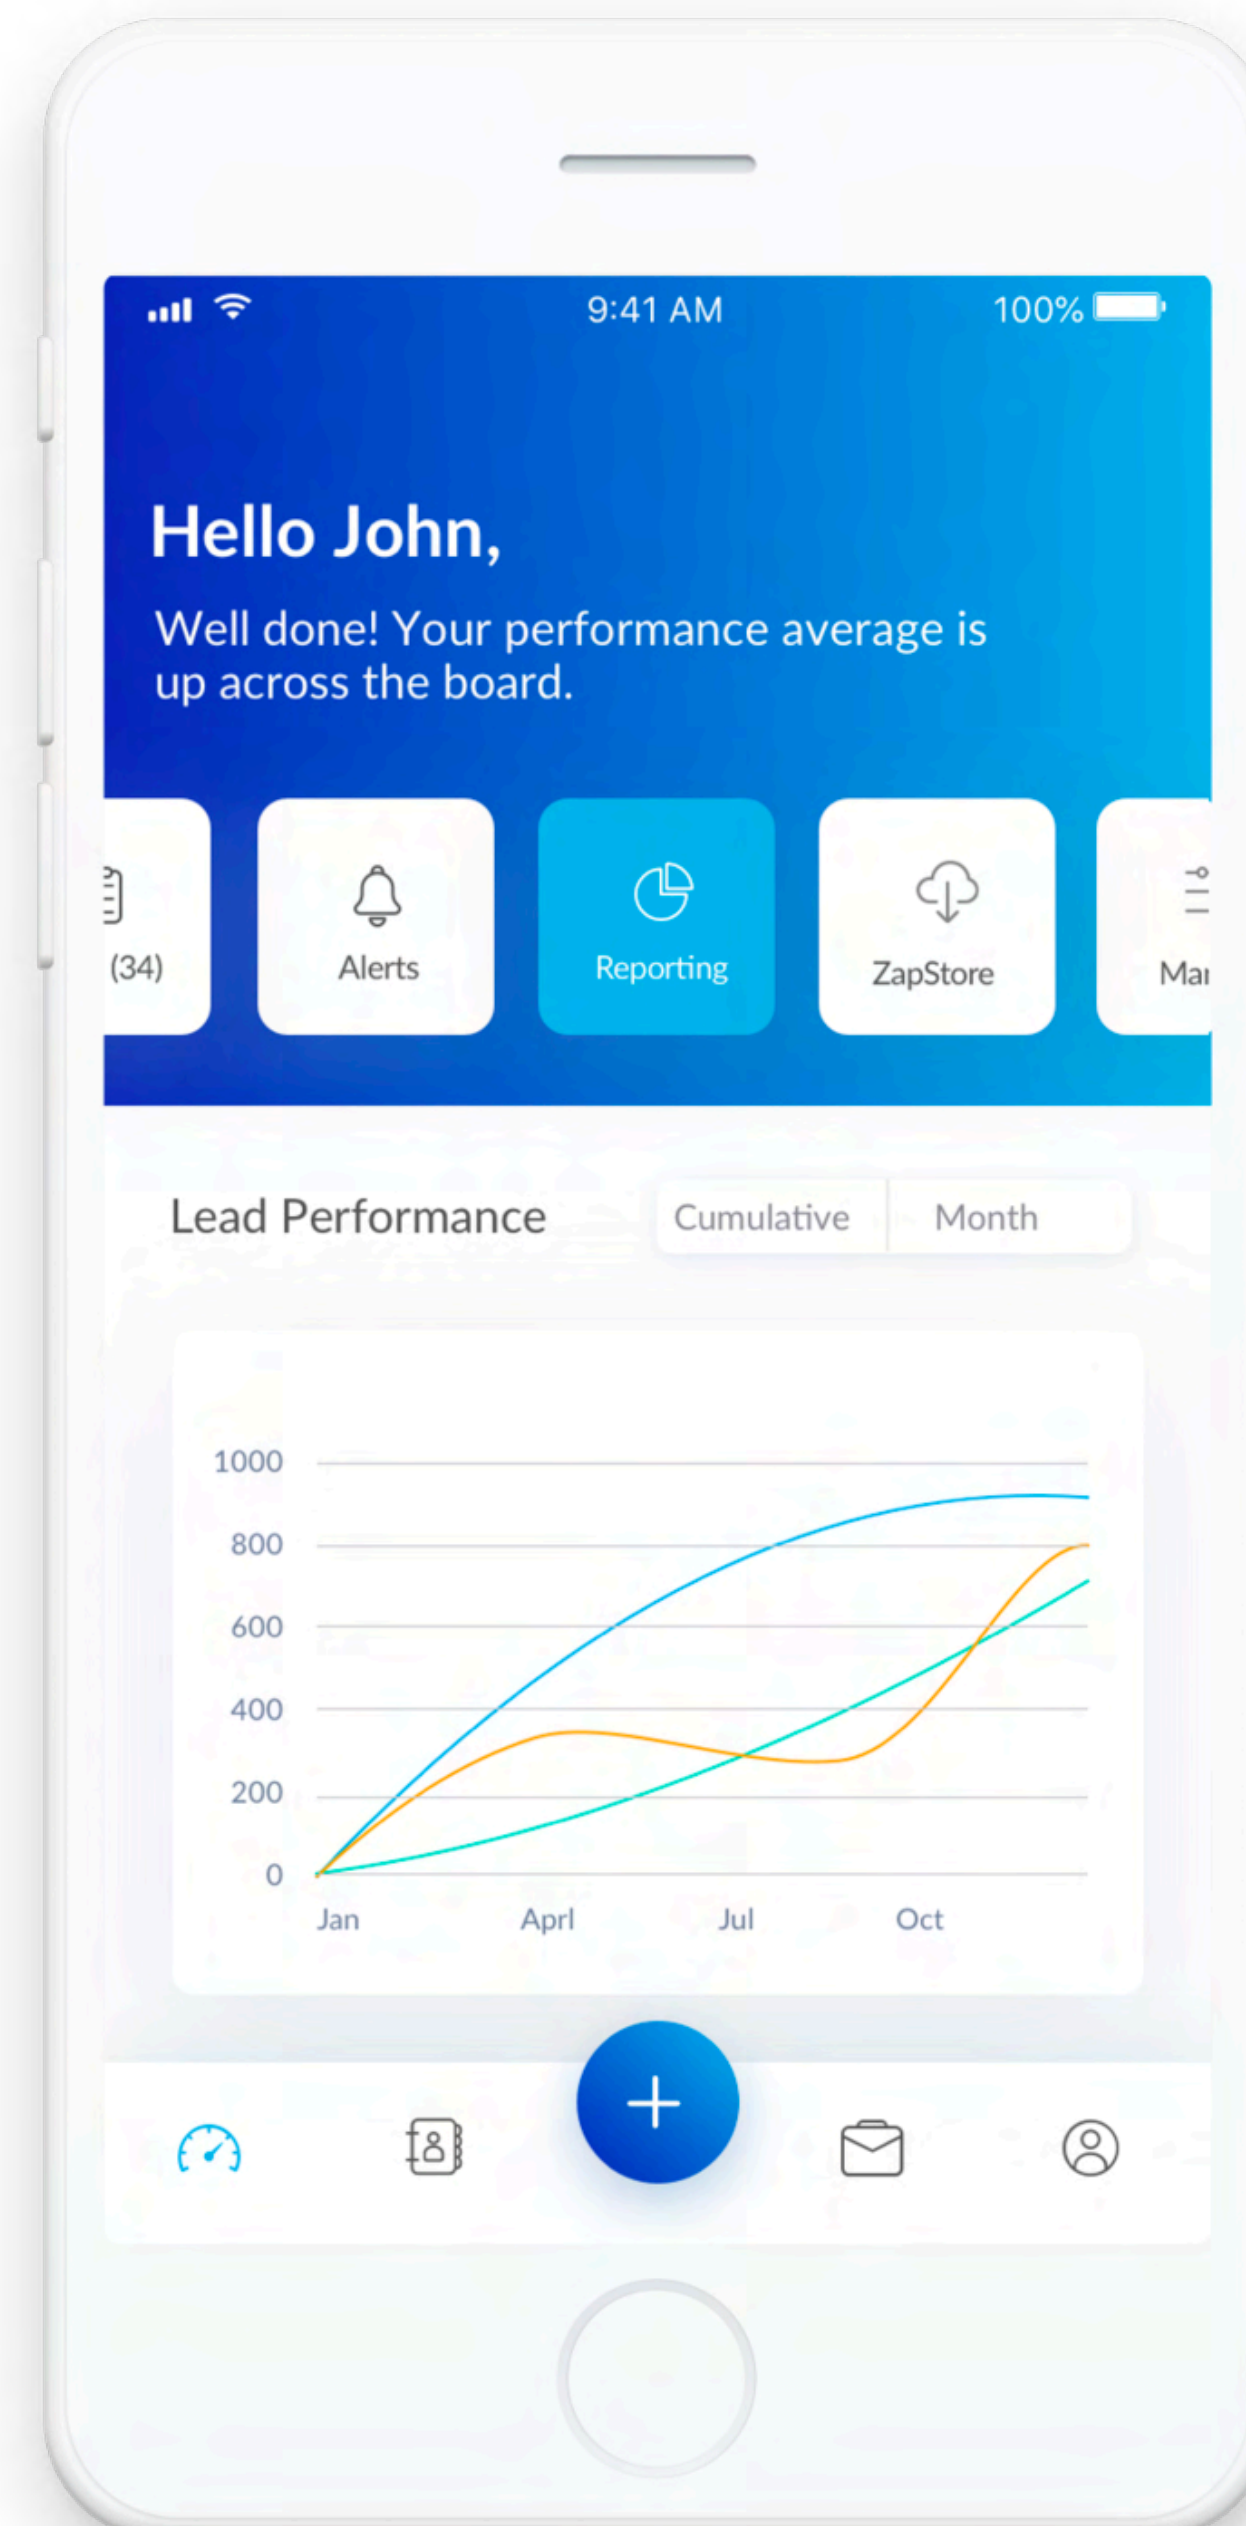 9:41 AM 100%
Hello John,
Well done! Your performance average is
up across the board.
(34) Alerts Reporting ZapStore
Lead Performance Cumulative Month
1000
800
600
400
200
0
Jan Aprl Jul Oct